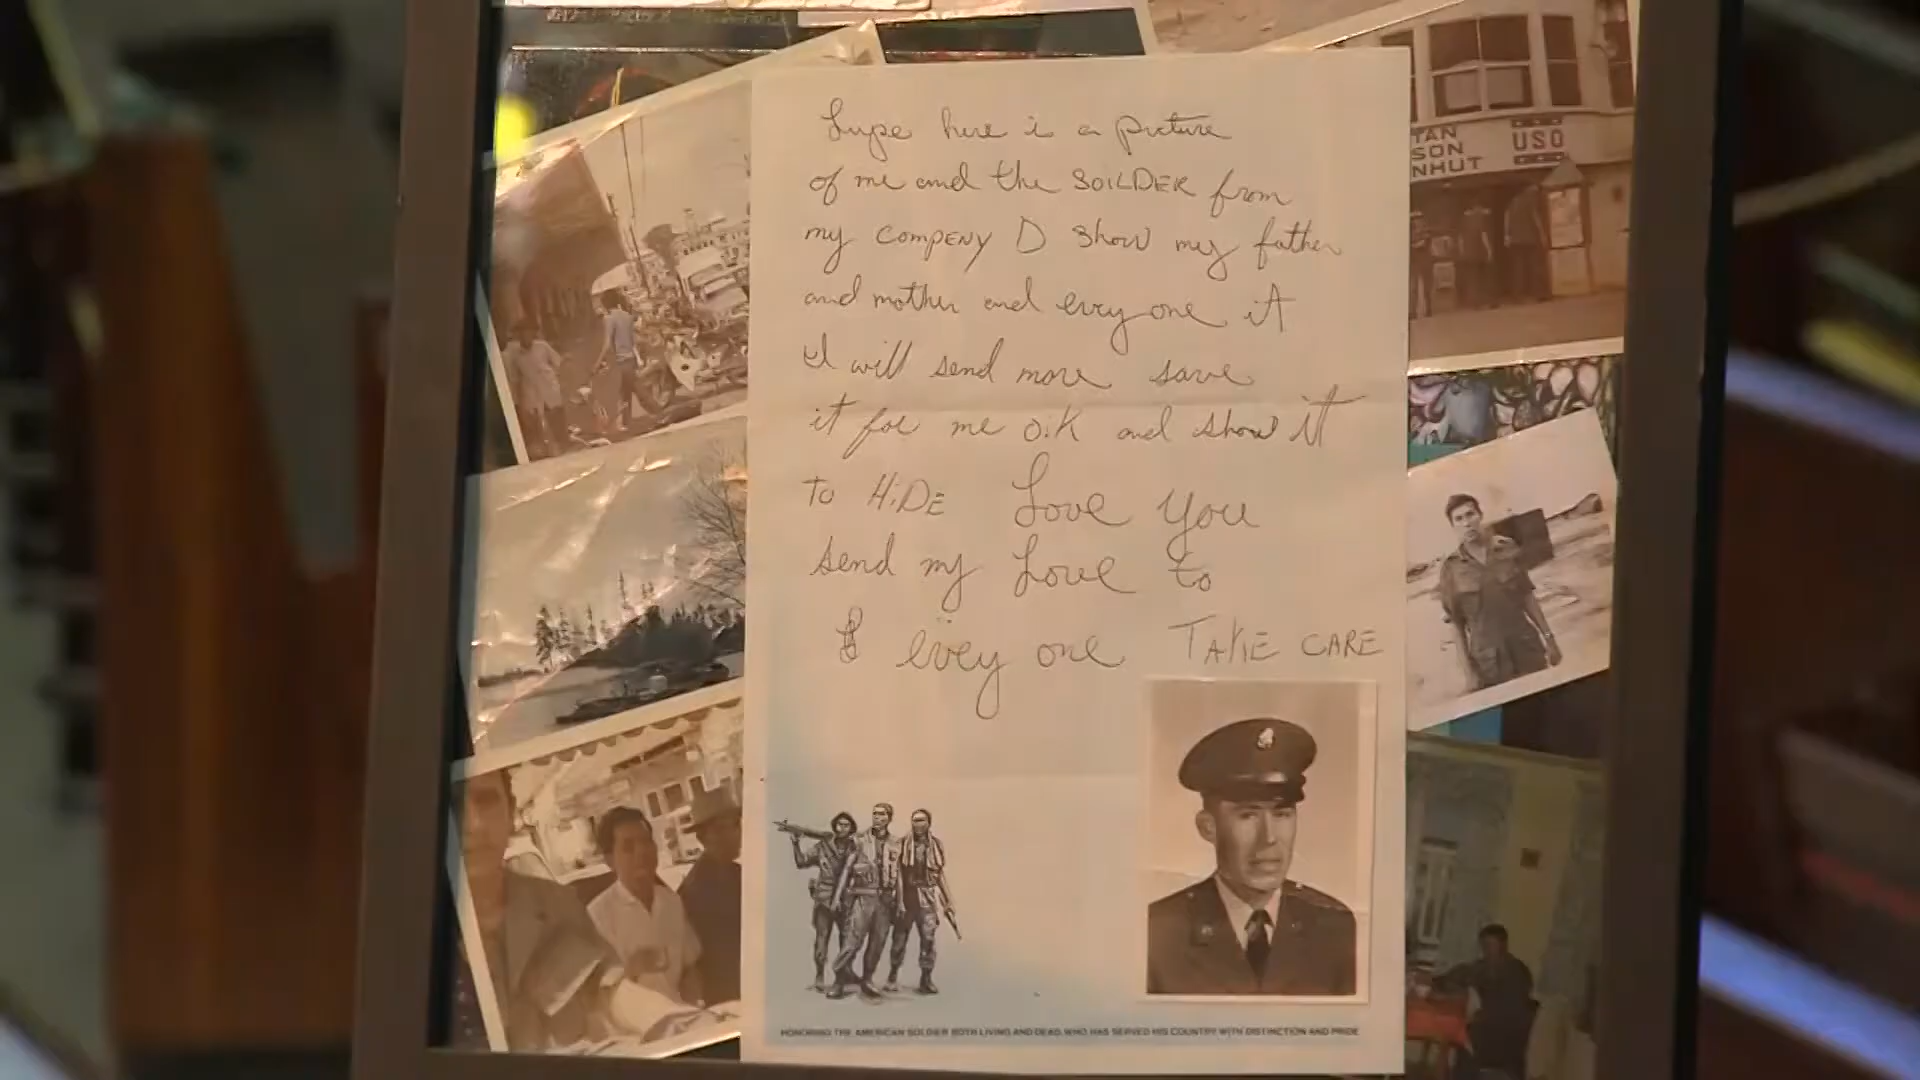 Lupe here is a picture
of me and the SOILDER from
my COMPENY D Show my father
and mother and evry one it
I will send more save
it for me O.K and show it
to HiDE Love you
send my Love to
evey one TAKE CARE
HONORING THE AMERICAN SOLDIER BOTH LIVING AND DEAD, WHO HAS SERVED HIS COUNTRY WITH DISTINCTION AND PRIDE
TAN
SON
NHUT
USO